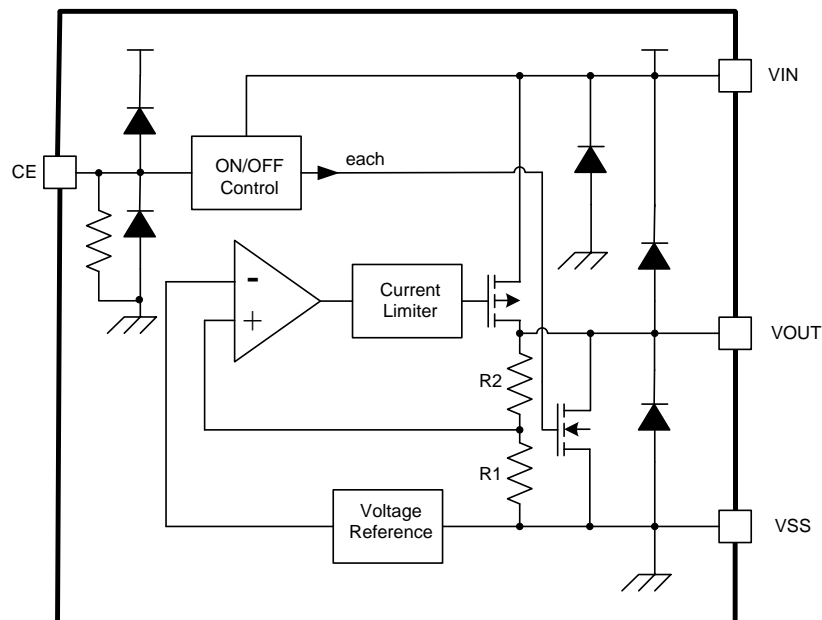 VIN
CE
ON/OFF
Control
each
-
+
Current
Limiter
VOUT
R2
R1
Voltage
Reference
VSS